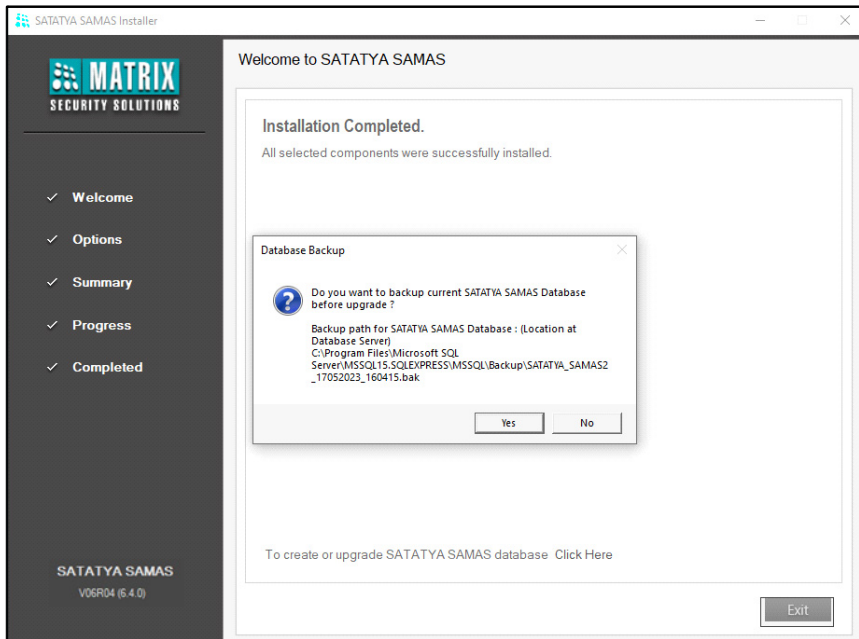 SATATYA SAMAS Installer
MATRIX
SECURITY SOLUTIONS
Welcome
Options
Summary
Progress
Completed
SATATYA SAMAS
V06R04 (6.4.0)
Welcome to SATATYA SAMAS
Installation Completed.
All selected components were successfully installed.
Database Backup
Do you want to backup current SATATYA SAMAS Database
before upgrade ?
Backup path for SATATYA SAMAS Database : (Location at
Database Server)
C:\Program Files\Microsoft SQL
Server\MSSQL15.SQLEXPRESS\MSSQL\Backup\SATATYA_SAMAS2
_17052023_160415.bak
Yes
No
To create or upgrade SATATYA SAMAS database Click Here
Exit